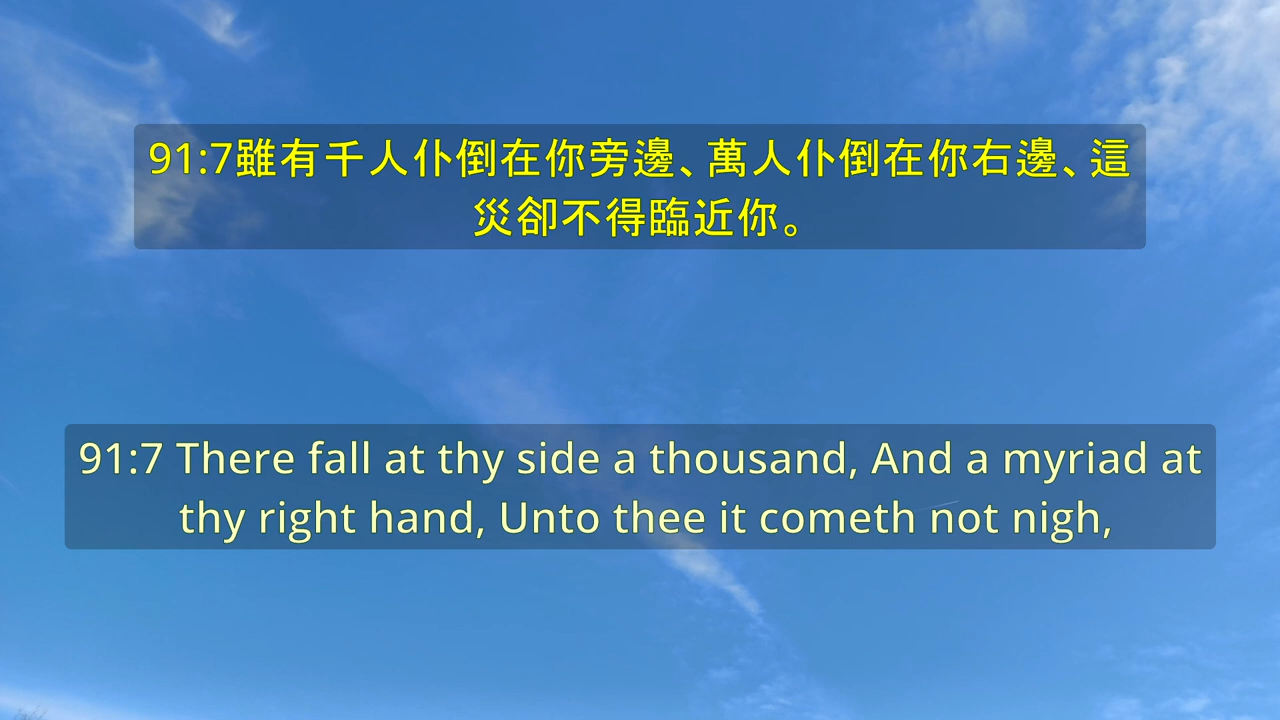 91:7雖有千人仆倒在你旁邊、萬人仆倒在你右邊、這
災卻不得臨近你。
91:7 There fall at thy side a thousand, And a myriad at
thy right hand, Unto thee it cometh not nigh,